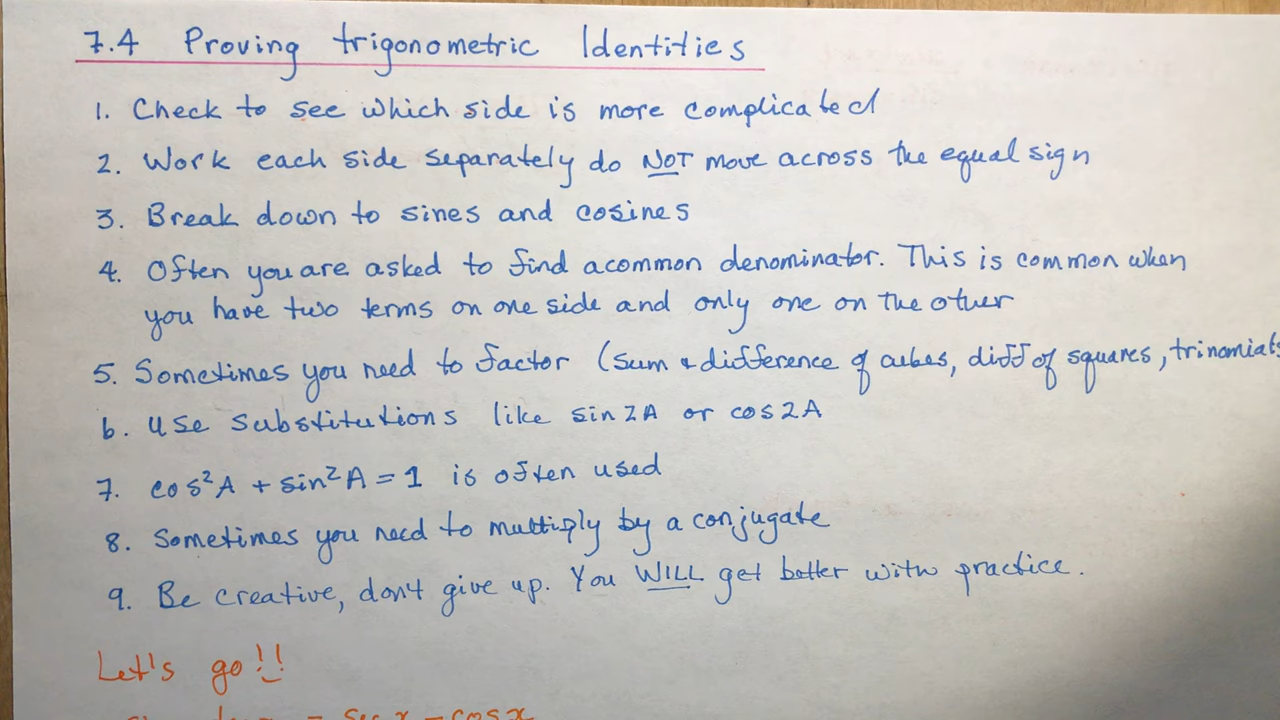 7.4 Proving trigonometric Identities
1. Check to see which side is more complicated
2. Work each side separately do NOT move across the equal sign
3. Break down to sines and cosines
4. Often you are asked to find a common denominator. This is common when
you have two terms on one side and only one on the other
5. Sometimes you need to factor (sum & difference of cubes, diff of squares, trinomials
6. Use substitutions like sin2A or cos2A
7. cos²A + sin²A = 1 is often used
8. Sometimes you need to multiply by a conjugate
9. Be creative, don't give up. You WILL get better with practice.
Let's go!!
= sec x - cos x